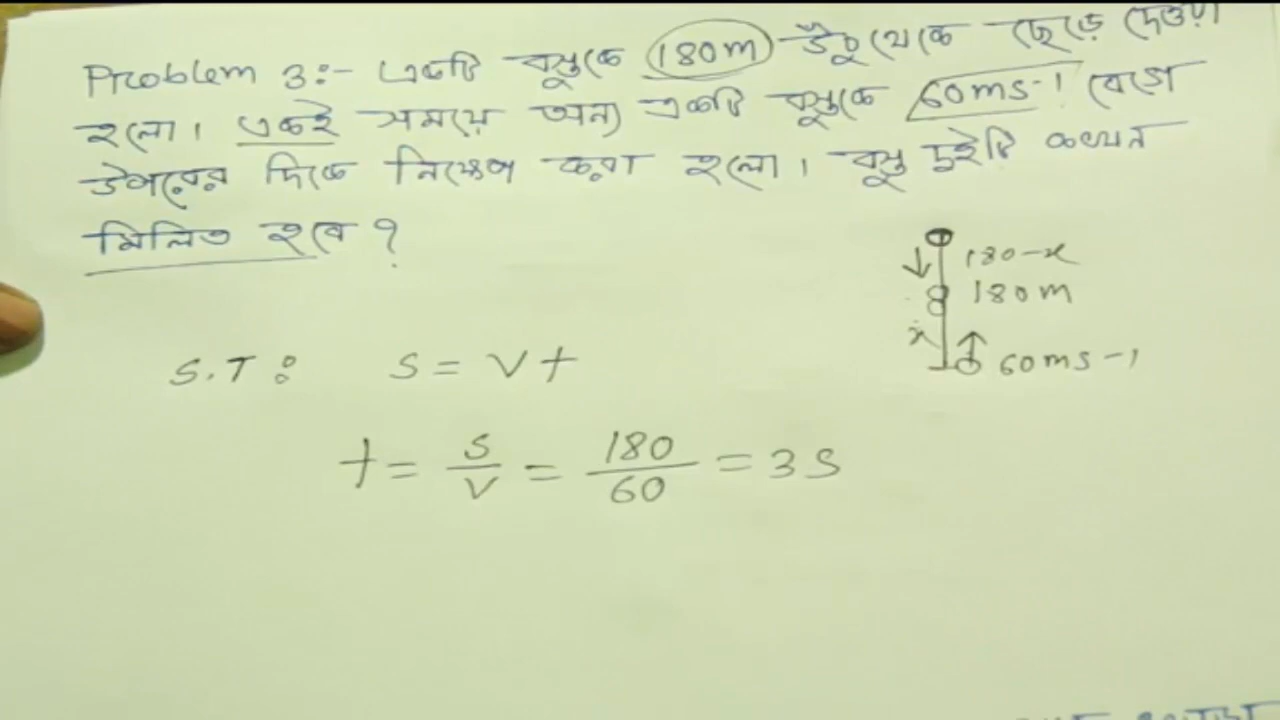 Problem 3:- একটি বস্তুকে 180m উঁচু থেকে ছেড়ে দেওয়া
হলো। একই সময়ে অন্য একটি বস্তুকে 60ms-1 বেগে
উপরের দিকে নিক্ষেপ করা হলো। বস্তু দুইটি কখন
মিলিত হবে?
180-x
180m
x
60ms-1
S.T: S = Vt
t = S/V = 180/60 = 3S